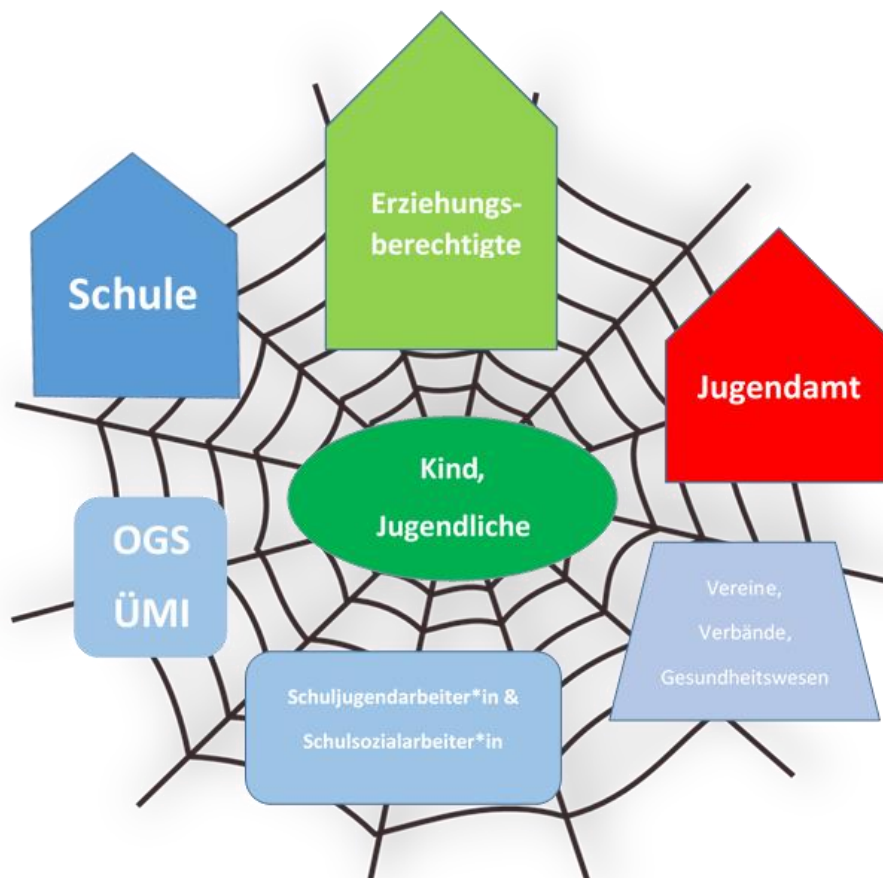 Erziehungs-
berechtigte
Schule
Jugendamt
Kind,
Jugendliche
OGS
ÜMI
Vereine,
Verbände,
Gesundheitswesen
Schuljugendarbeiter*in &
Schulsozialarbeiter*in